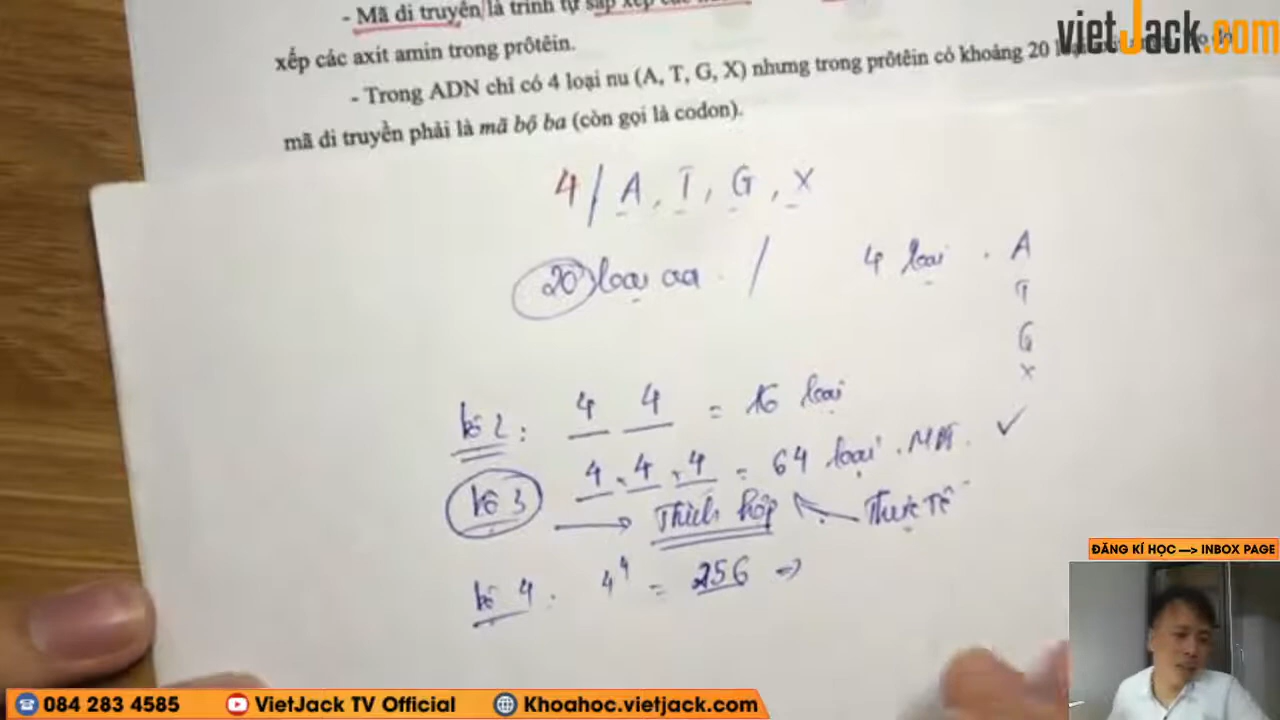 - Mã di truyền là trình tự sắp xếp các
vietJack.com
xếp các axit amin trong prôtêin.
- Trong ADN chỉ có 4 loại nu (A, T, G, X) nhưng trong prôtêin có khoảng 20
mã di truyền phải là mã bộ ba (còn gọi là codon).
4 / A, T, G, X
20 loại aa / 4 loại . A
T
G
X
bộ 2: 4 4 = 16 loại
bộ 3 4 . 4 . 4 = 64 loại . ✓
→ Thích hợp ← Thực tế
bộ 4 . 4⁴ = 256 →
ĐĂNG KÍ HỌC —> INBOX PAGE
084 283 4585 VietJack TV Official Khoahoc.vietjack.com